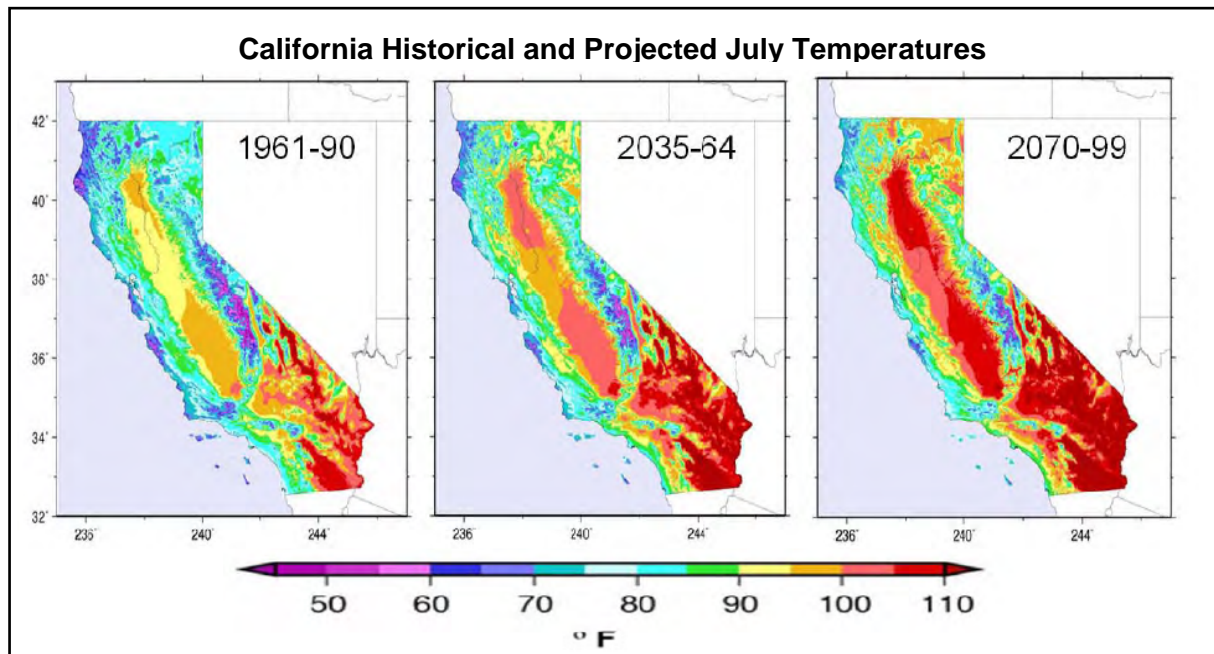 California Historical and Projected July Temperatures
1961-90
2035-64
2070-99
42˚
40˚
38˚
36˚
34˚
32˚
236˚ 240˚ 244˚
236˚ 240˚ 244˚
236˚ 240˚ 244˚
50 60 70 80 90 100 110
° F